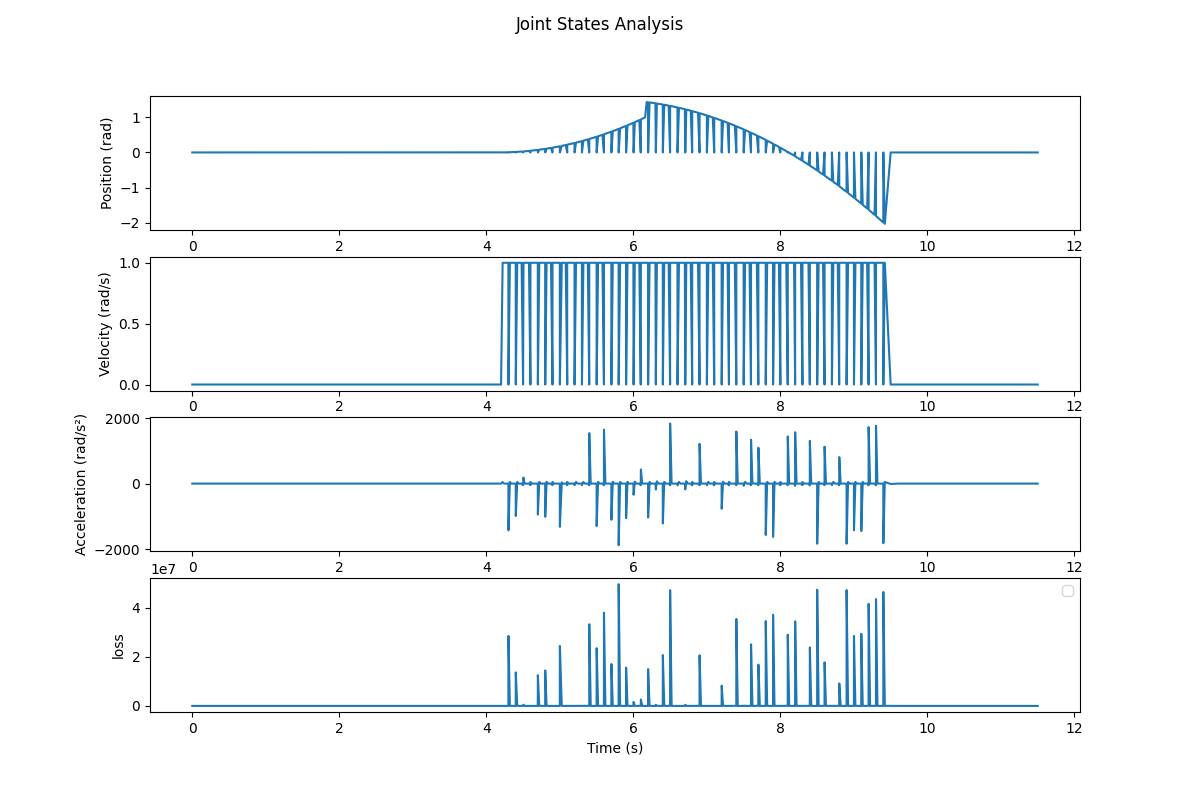 Joint States Analysis
Position (rad)
1
0
−1
−2
0 2 4 6 8 10 12
Velocity (rad/s)
1.0
0.5
0.0
0 2 4 6 8 10 12
Acceleration (rad/s²)
2000
0
−2000
0 2 4 6 8 10 12
1e7
loss
4
2
0
0 2 4 6 8 10 12
Time (s)